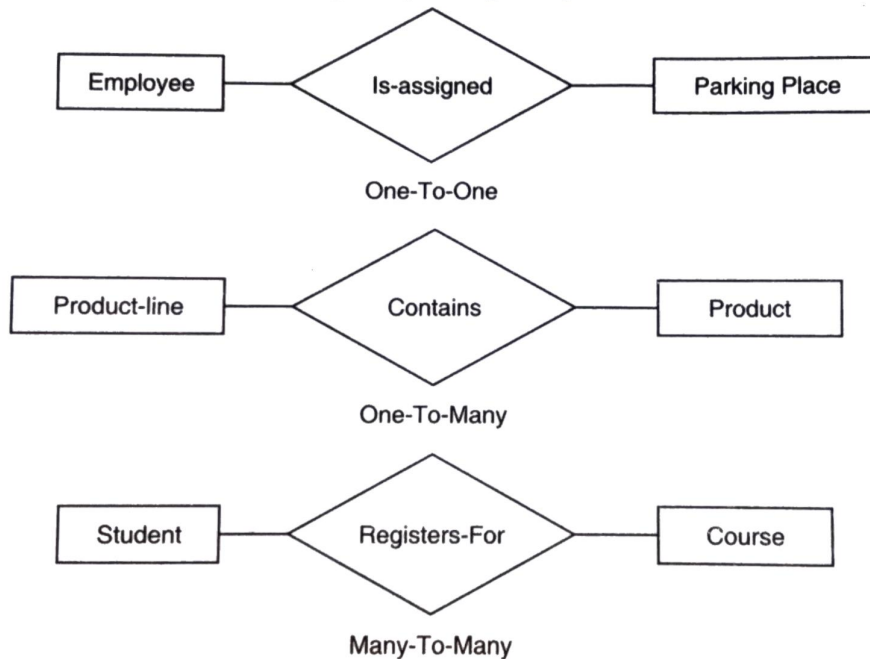 Employee
Is-assigned
Parking Place
One-To-One
Product-line
Contains
Product
One-To-Many
Student
Registers-For
Course
Many-To-Many